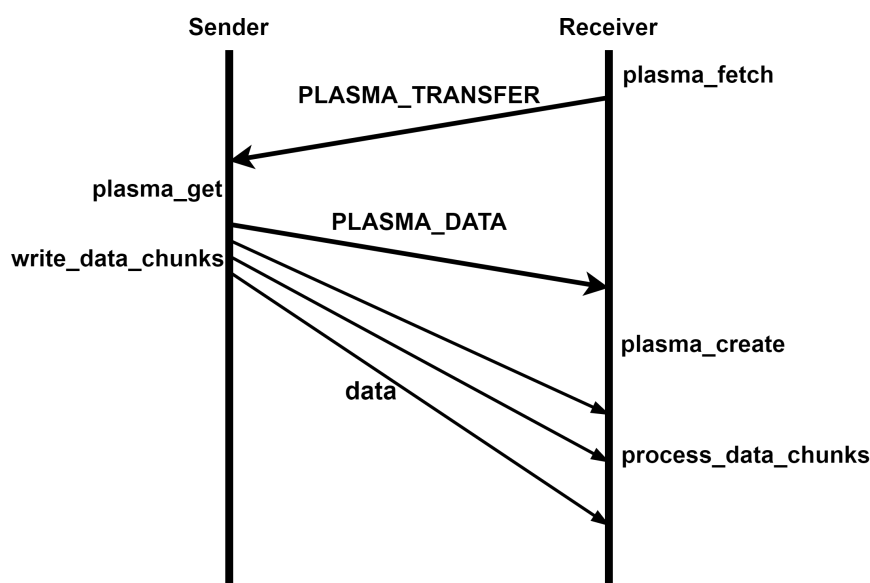 Sender
Receiver
plasma_fetch
PLASMA_TRANSFER
plasma_get
PLASMA_DATA
write_data_chunks
plasma_create
data
process_data_chunks